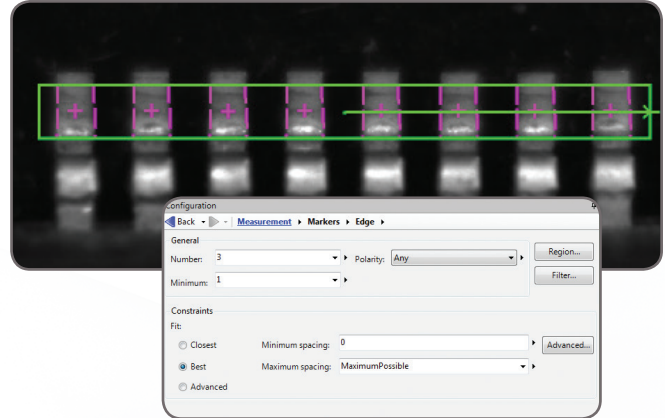 Configuration
Back Measurement Markers Edge
General
Number: 3 Polarity: Any Region...
Minimum: 1 Filter...
Constraints
Fit:
Closest Minimum spacing: 0 Advanced...
Best Maximum spacing: MaximumPossible
Advanced